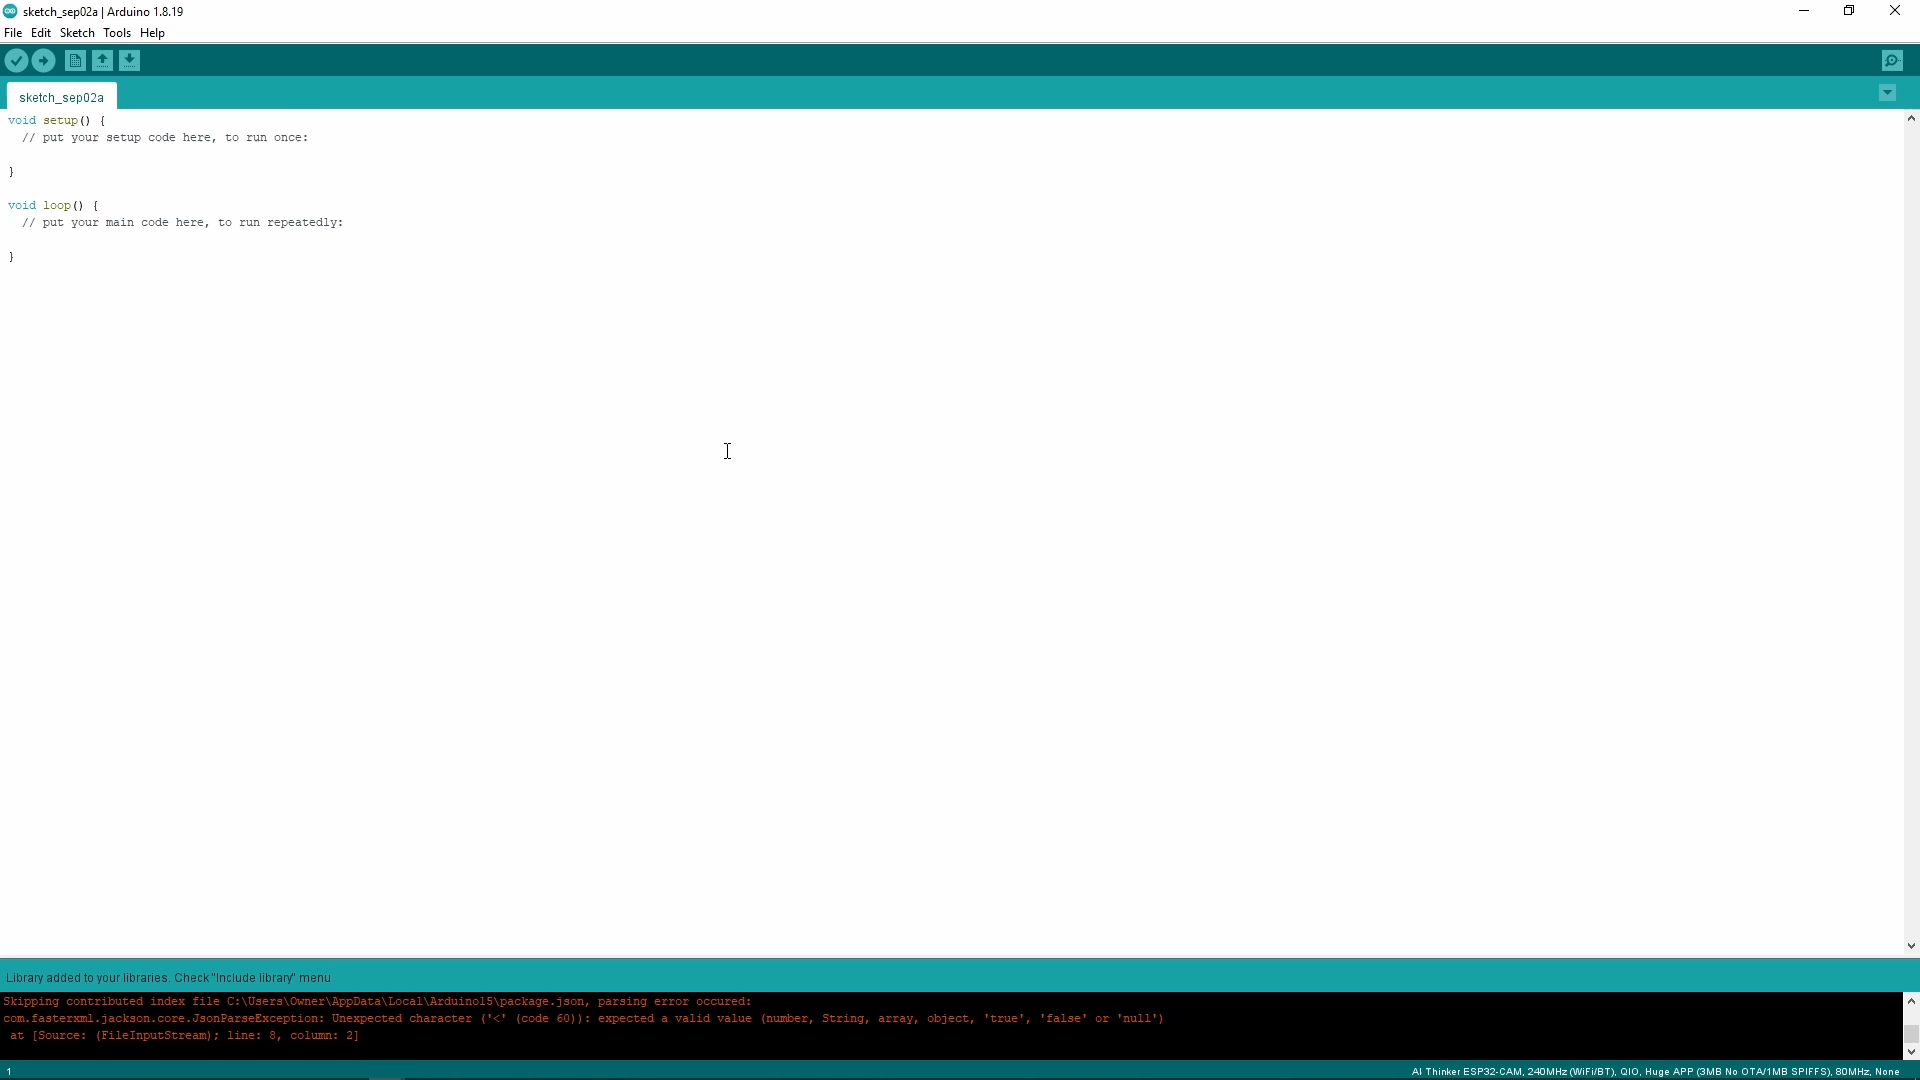 sketch_sep02a | Arduino 1.8.19
File Edit Sketch Tools Help
sketch_sep02a
void setup() {
  // put your setup code here, to run once:
}
void loop() {
  // put your main code here, to run repeatedly:
}
Library added to your libraries. Check "Include library" menu
Skipping contributed index file C:\Users\Owner\AppData\Local\Arduino15\package.json, parsing error occured:
com.fasterxml.jackson.core.JsonParseException: Unexpected character ('<' (code 60)): expected a valid value (number, String, array, object, 'true', 'false' or 'null')
 at [Source: (FileInputStream); line: 8, column: 2]
1 AI Thinker ESP32-CAM, 240MHz (WiFi/BT), QIO, Huge APP (3MB No OTA/1MB SPIFFS), 80MHz, None